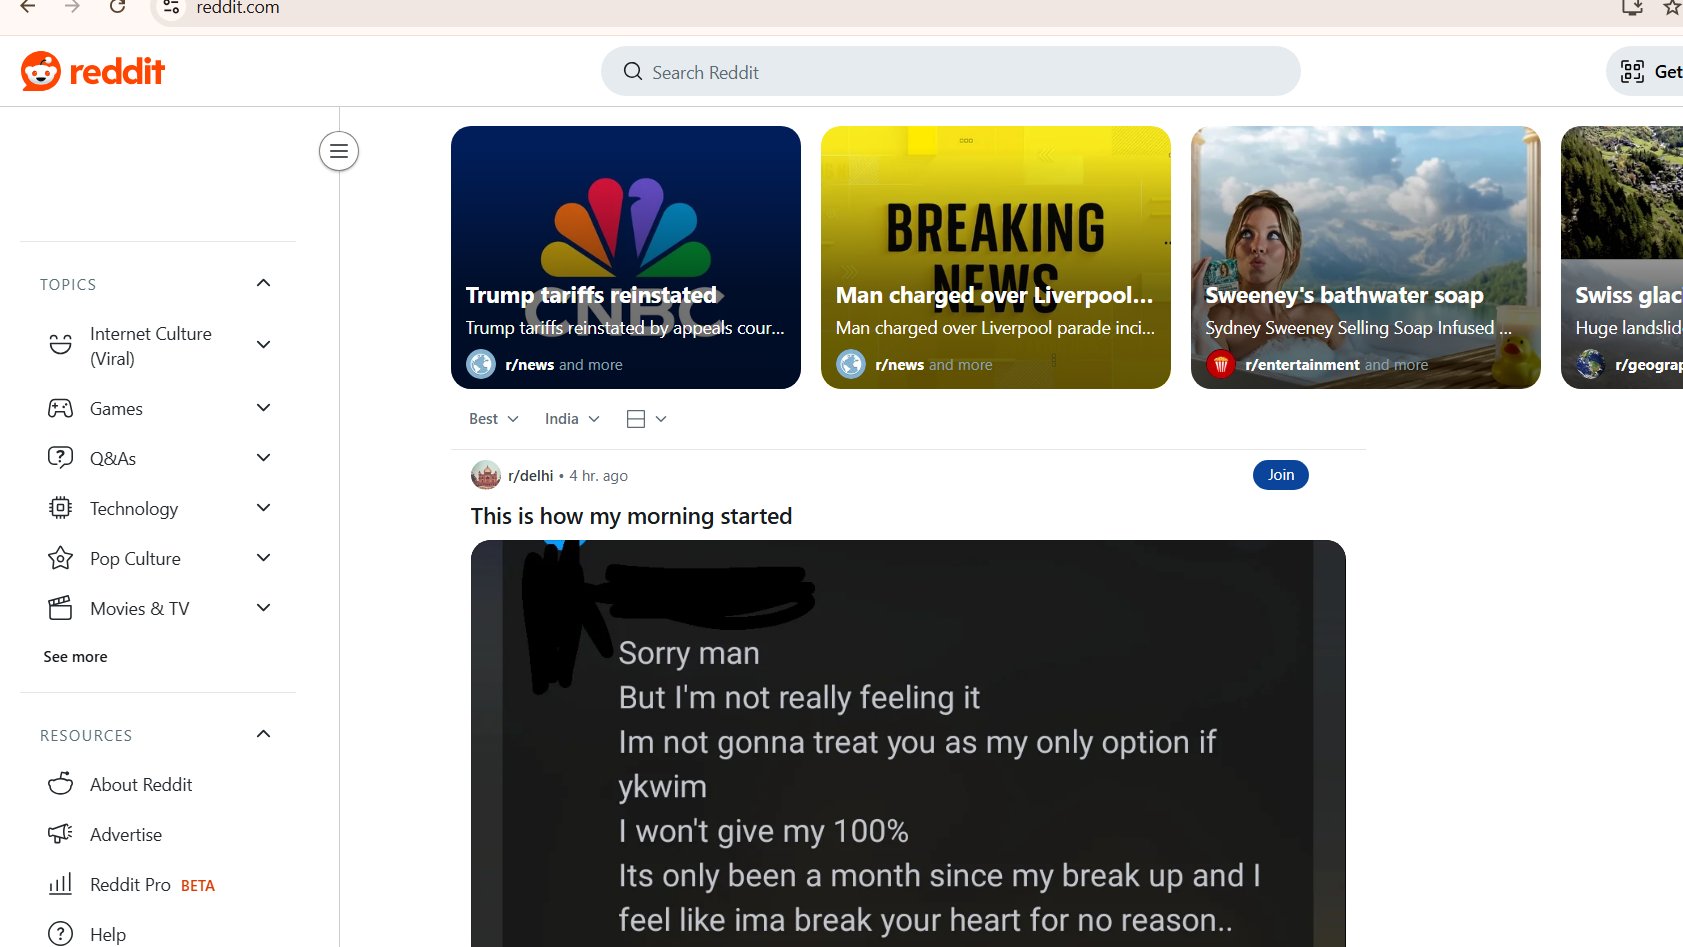 reddit.com
reddit
Search Reddit
Get
TOPICS
Internet Culture
(Viral)
Games
Q&As
Technology
Pop Culture
Movies & TV
See more
RESOURCES
About Reddit
Advertise
Reddit Pro BETA
Help
CNBC
Trump tariffs reinstated
Trump tariffs reinstated by appeals cour...
r/news and more
BREAKING
NEWS
Man charged over Liverpool...
Man charged over Liverpool parade inci...
r/news and more
Sweeney's bathwater soap
Sydney Sweeney Selling Soap Infused ...
r/entertainment and more
Swiss glac
Huge landslid
r/geograp
Best
India
r/delhi • 4 hr. ago
Join
This is how my morning started
Sorry man
But I'm not really feeling it
Im not gonna treat you as my only option if
ykwim
I won't give my 100%
Its only been a month since my break up and I
feel like ima break your heart for no reason..